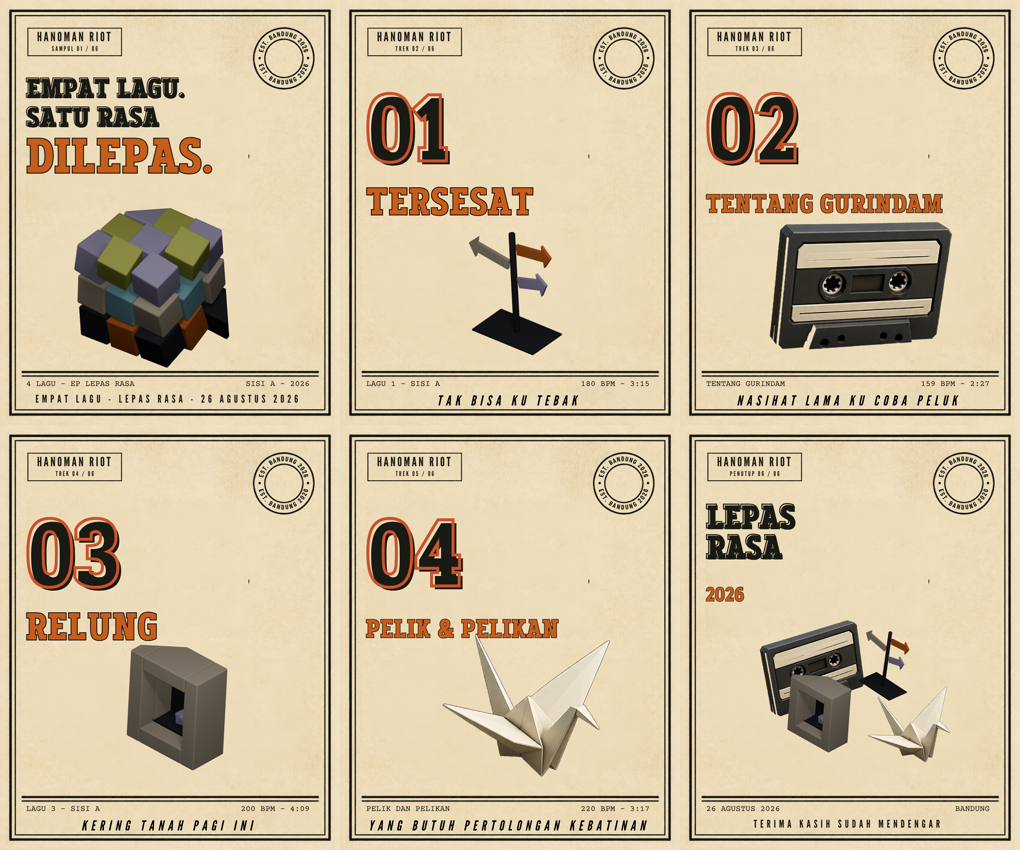 HANOMAN RIOT
SAMPUL 01 / 06
EST. BANDUNG 2026 • EST. BANDUNG 2026 •
EMPAT LAGU.
SATU RASA
DILEPAS.
4 LAGU – EP LEPAS RASA
SISI A – 2026
EMPAT LAGU · LEPAS RASA · 26 AGUSTUS 2026
HANOMAN RIOT
TREK 02 / 06
EST. BANDUNG 2026 • EST. BANDUNG 2026 •
01
TERSESAT
LAGU 1 – SISI A
180 BPM – 3:15
TAK BISA KU TEBAK
HANOMAN RIOT
TREK 03 / 06
EST. BANDUNG 2026 • EST. BANDUNG 2026 •
02
TENTANG GURINDAM
TENTANG GURINDAM
159 BPM – 2:27
NASIHAT LAMA KU COBA PELUK
HANOMAN RIOT
TREK 04 / 06
EST. BANDUNG 2026 • EST. BANDUNG 2026 •
03
RELUNG
LAGU 3 – SISI A
200 BPM – 4:09
KERING TANAH PAGI INI
HANOMAN RIOT
TREK 05 / 06
EST. BANDUNG 2026 • EST. BANDUNG 2026 •
04
PELIK & PELIKAN
PELIK DAN PELIKAN
220 BPM – 3:17
YANG BUTUH PERTOLONGAN KEBATINAN
HANOMAN RIOT
PENUTUP 06 / 06
EST. BANDUNG 2026 • EST. BANDUNG 2026 •
LEPAS
RASA
2026
26 AGUSTUS 2026
BANDUNG
TERIMA KASIH SUDAH MENDENGAR